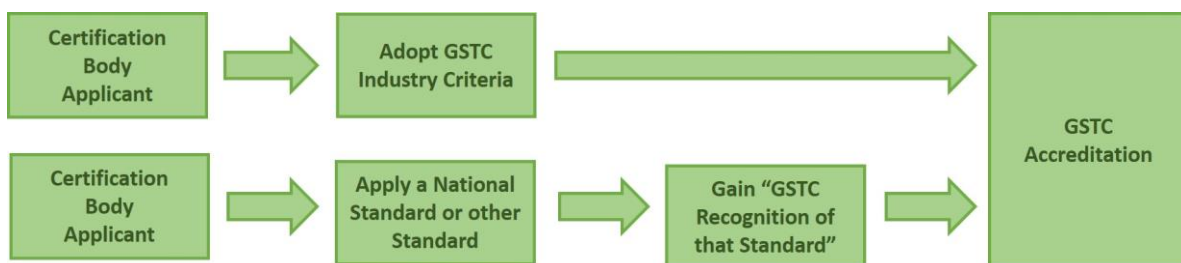 Certification
Body
Applicant
Adopt GSTC
Industry Criteria
GSTC
Accreditation
Certification
Body
Applicant
Apply a National
Standard or other
Standard
Gain “GSTC
Recognition of
that Standard”